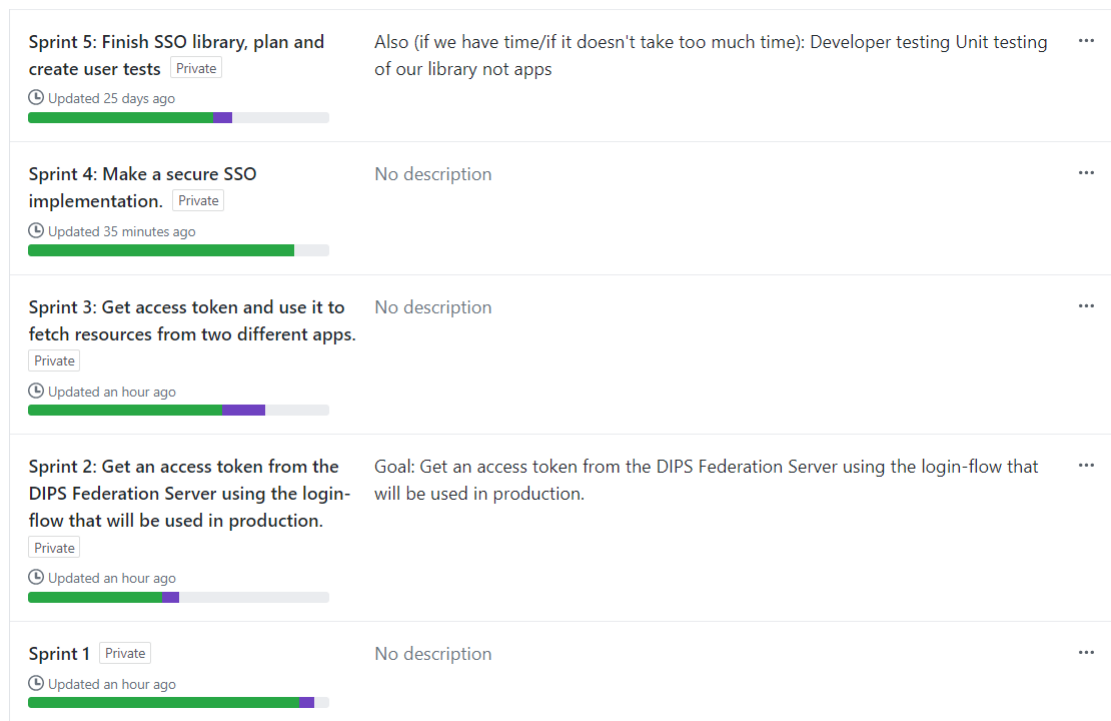 Sprint 5: Finish SSO library, plan and
create user tests Private
Updated 25 days ago
Also (if we have time/if it doesn't take too much time): Developer testing Unit testing
of our library not apps
Sprint 4: Make a secure SSO
implementation. Private
Updated 35 minutes ago
No description
Sprint 3: Get access token and use it to
fetch resources from two different apps.
Private
Updated an hour ago
No description
Sprint 2: Get an access token from the
DIPS Federation Server using the login-
flow that will be used in production.
Private
Updated an hour ago
Goal: Get an access token from the DIPS Federation Server using the login-flow that
will be used in production.
Sprint 1 Private
Updated an hour ago
No description